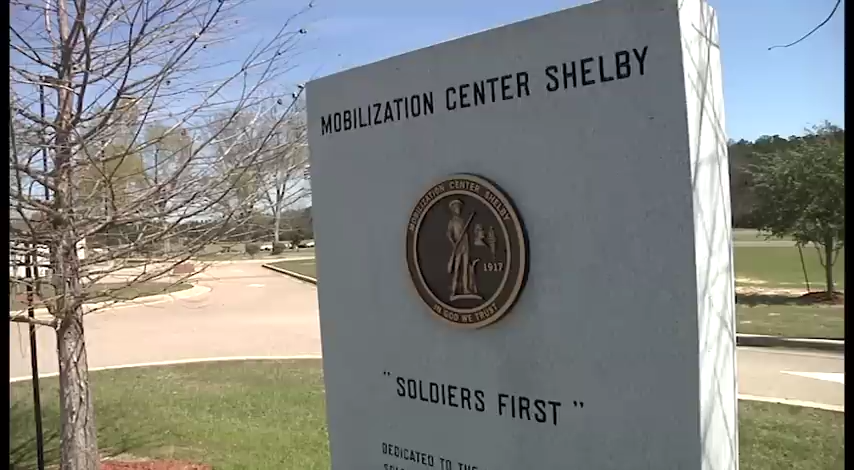 MOBILIZATION CENTER SHELBY
MOBILIZATION CENTER SHELBY
1917
IN GOD WE TRUST
"SOLDIERS FIRST"
DEDICATED TO THE